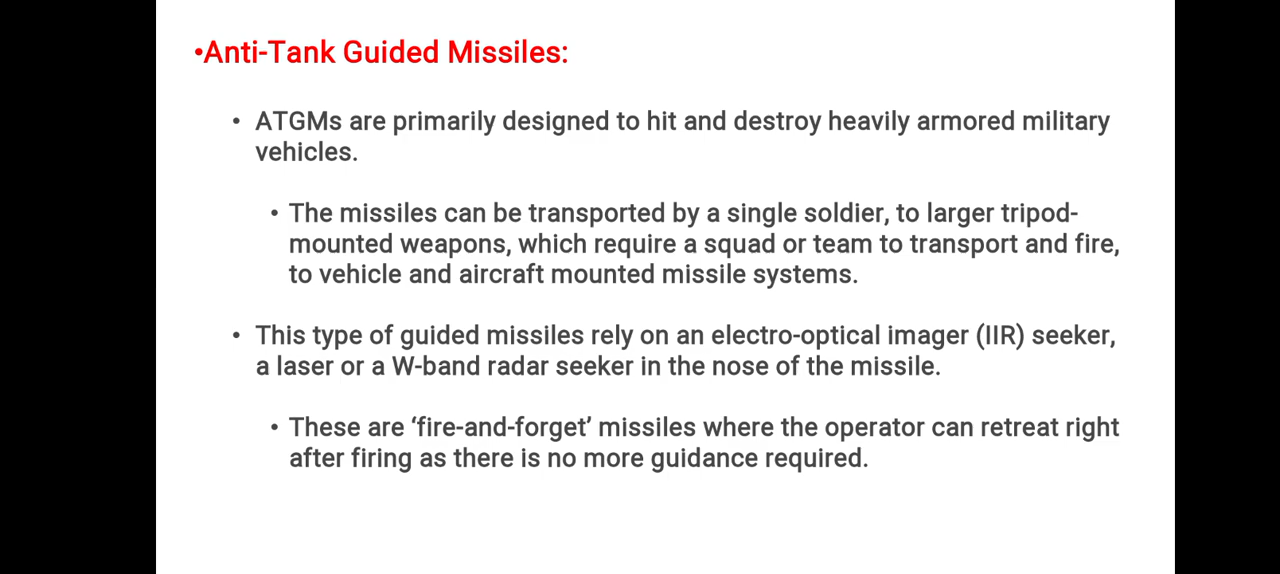 •Anti-Tank Guided Missiles:
• ATGMs are primarily designed to hit and destroy heavily armored military
vehicles.
• The missiles can be transported by a single soldier, to larger tripod-
mounted weapons, which require a squad or team to transport and fire,
to vehicle and aircraft mounted missile systems.
• This type of guided missiles rely on an electro-optical imager (IIR) seeker,
a laser or a W-band radar seeker in the nose of the missile.
• These are ‘fire-and-forget’ missiles where the operator can retreat right
after firing as there is no more guidance required.